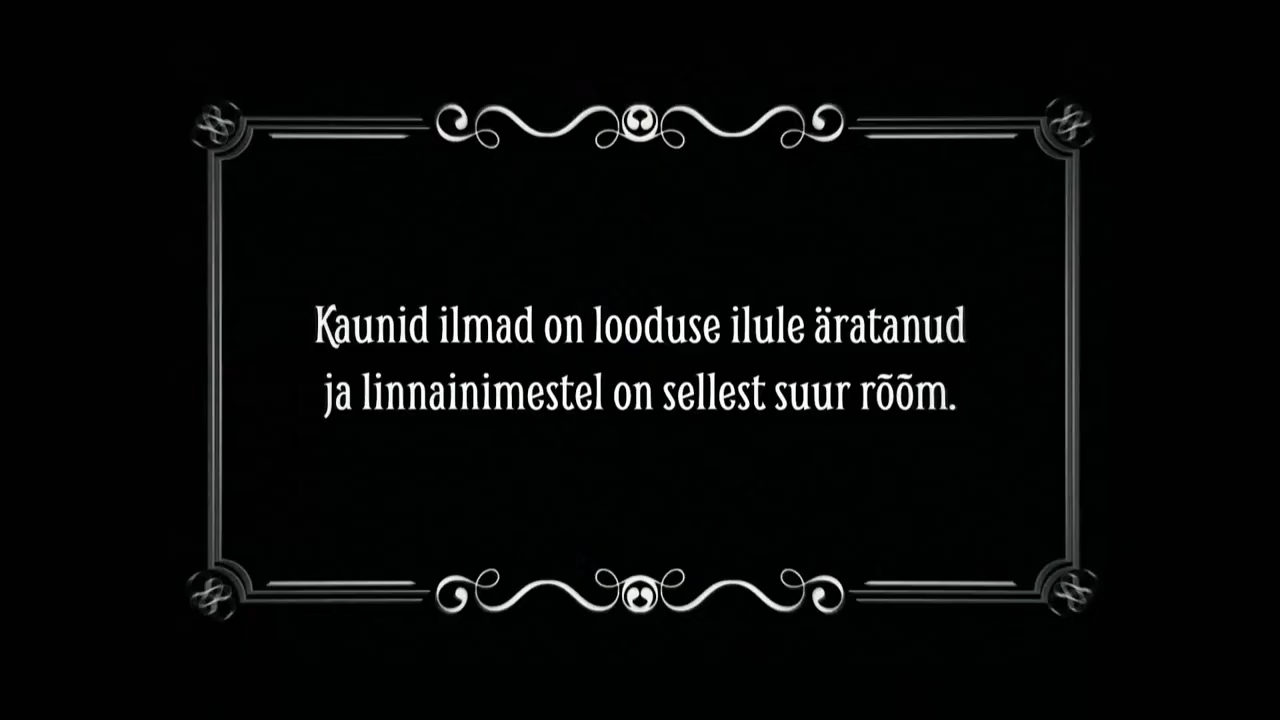 Kaunid ilmad on looduse ilule äratanud
ja linnainimestel on sellest suur rõõm.